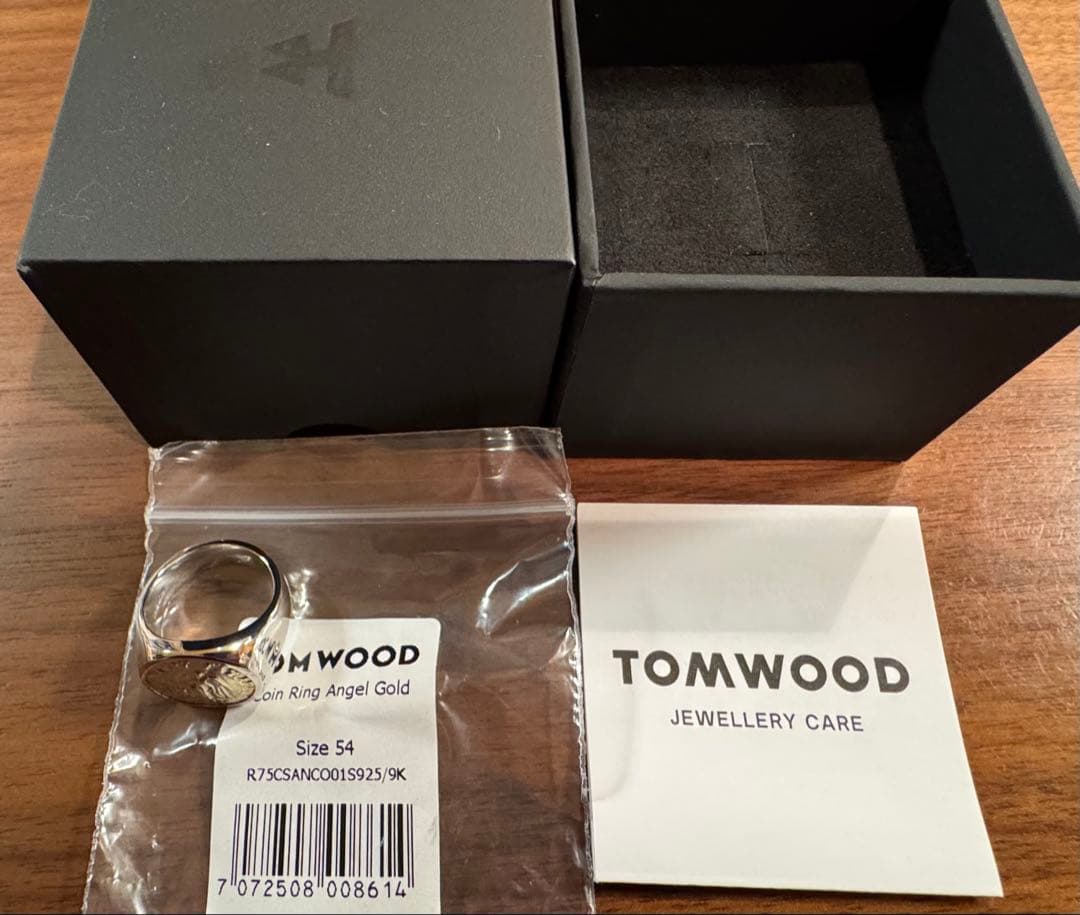 OMWOOD
Coin Ring Angel Gold
Size 54
R75CSANCO01S925/9K
7 072508 008614
TOMWOOD
JEWELLERY CARE